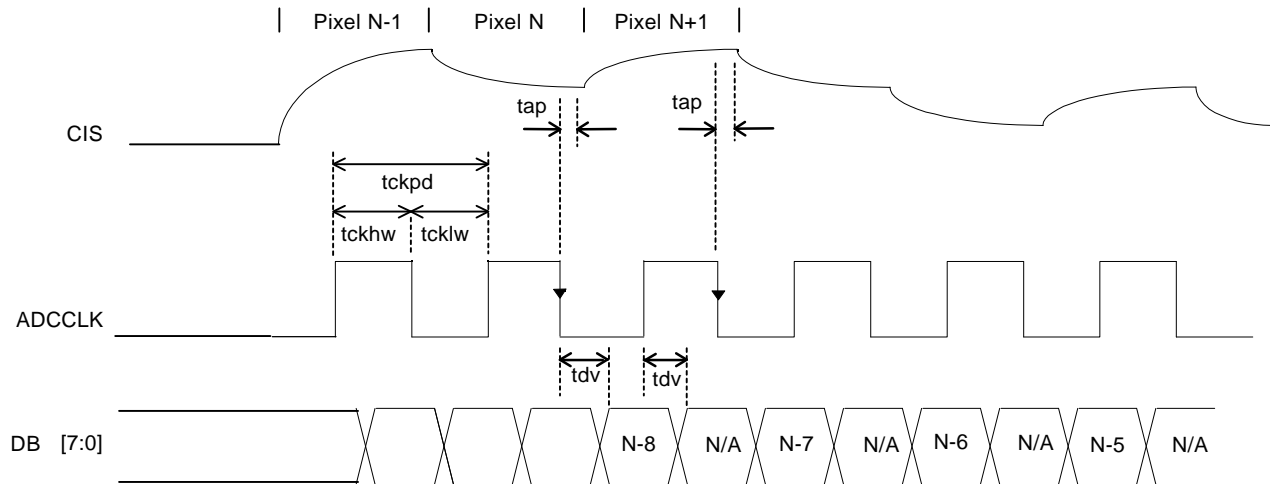 Pixel N-1 Pixel N Pixel N+1
tap tap
CIS
tckpd
tckhw tcklw
ADCCLK
tdv tdv
DB [7:0] N-8 N/A N-7 N/A N-6 N/A N-5 N/A